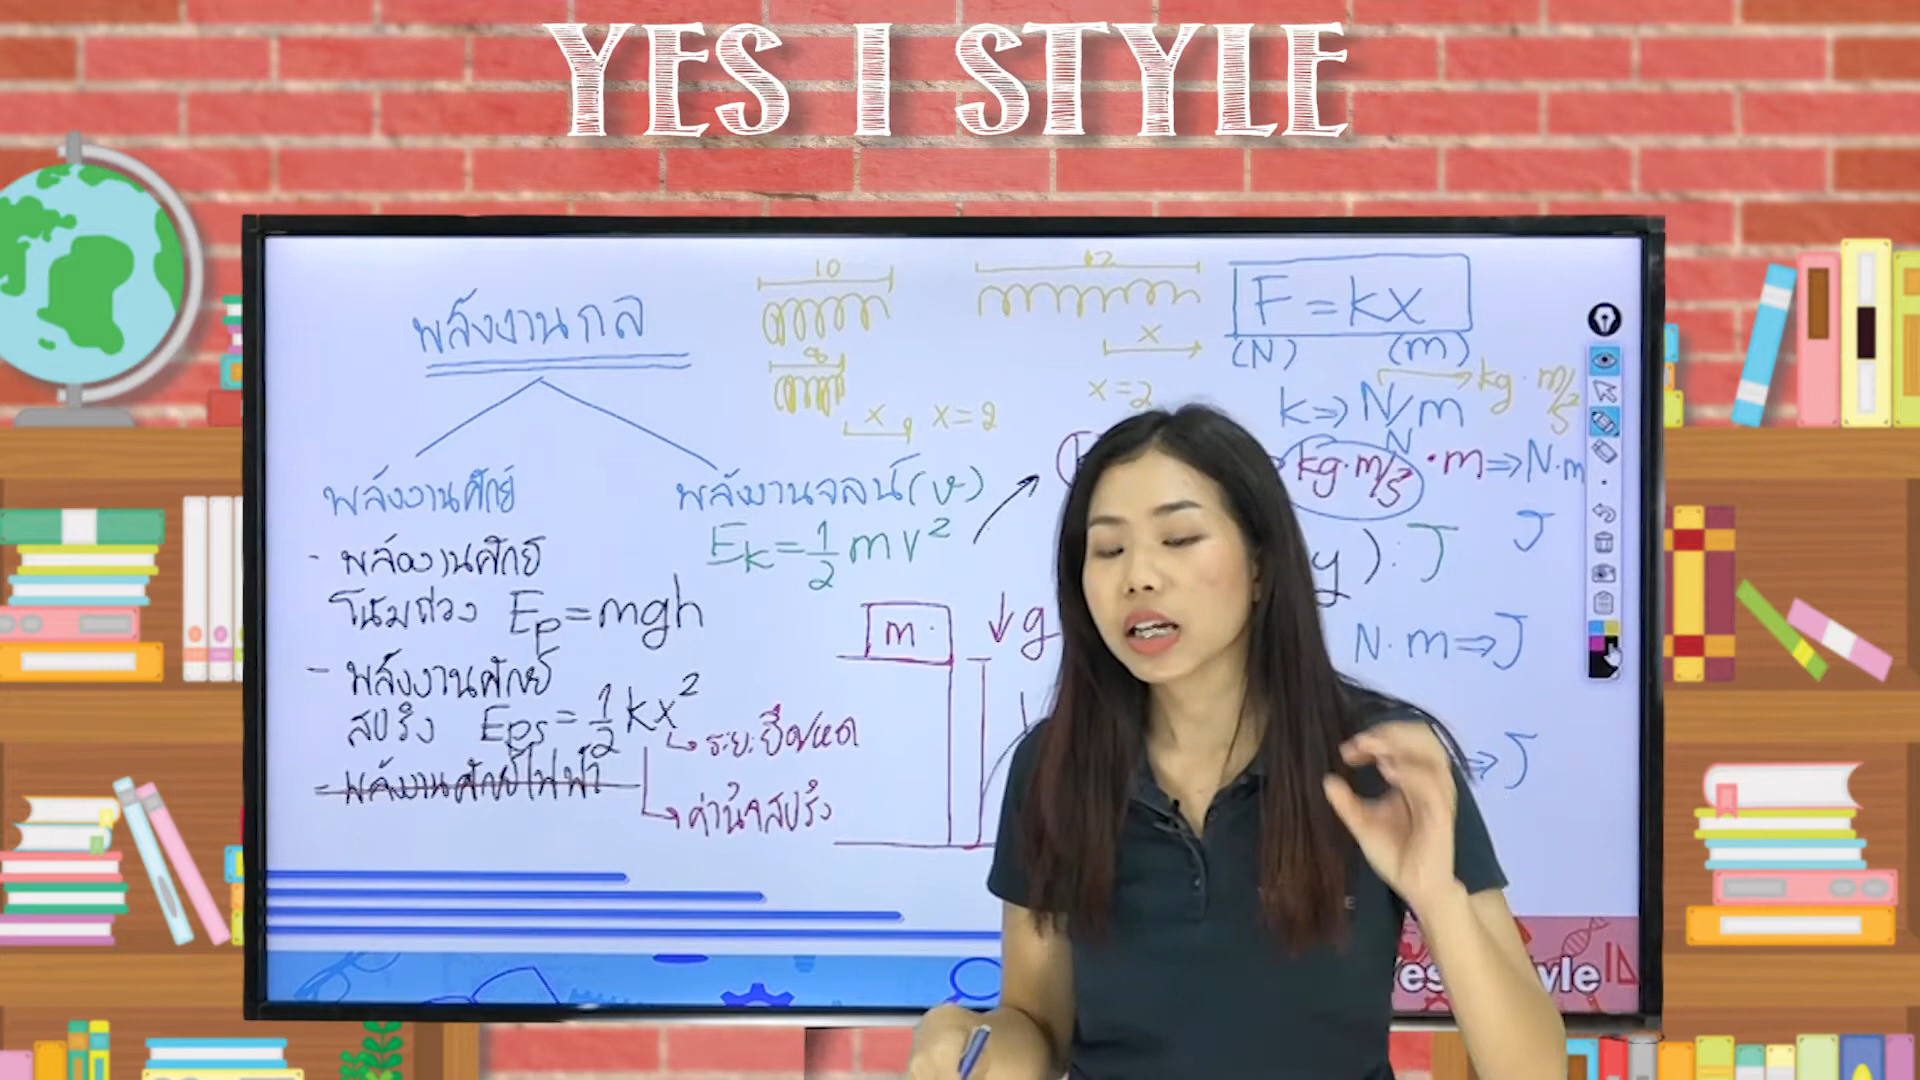 YES I STYLE
พลังงานกล
10
12
8
x
x = 2
x
x = 2
F = kx
(N) (m)
k ⇒ N/m
kg · m/s²
พลังงานศักย์
พลังงานจลน์ (v)
Ek = 1/2 mv²
- พลังงานศักย์
โน้มถ่วง Ep = mgh
- พลังงานศักย์
สปริง Eps = 1/2 kx²
ระยะยืด/หด
ค่านิจสปริง
- พลังงานศักย์ไฟฟ้า
m
↓ g
N
kg·m/s² · m ⇒ N·m
J
y) : J
N·m ⇒ J
⇒ J